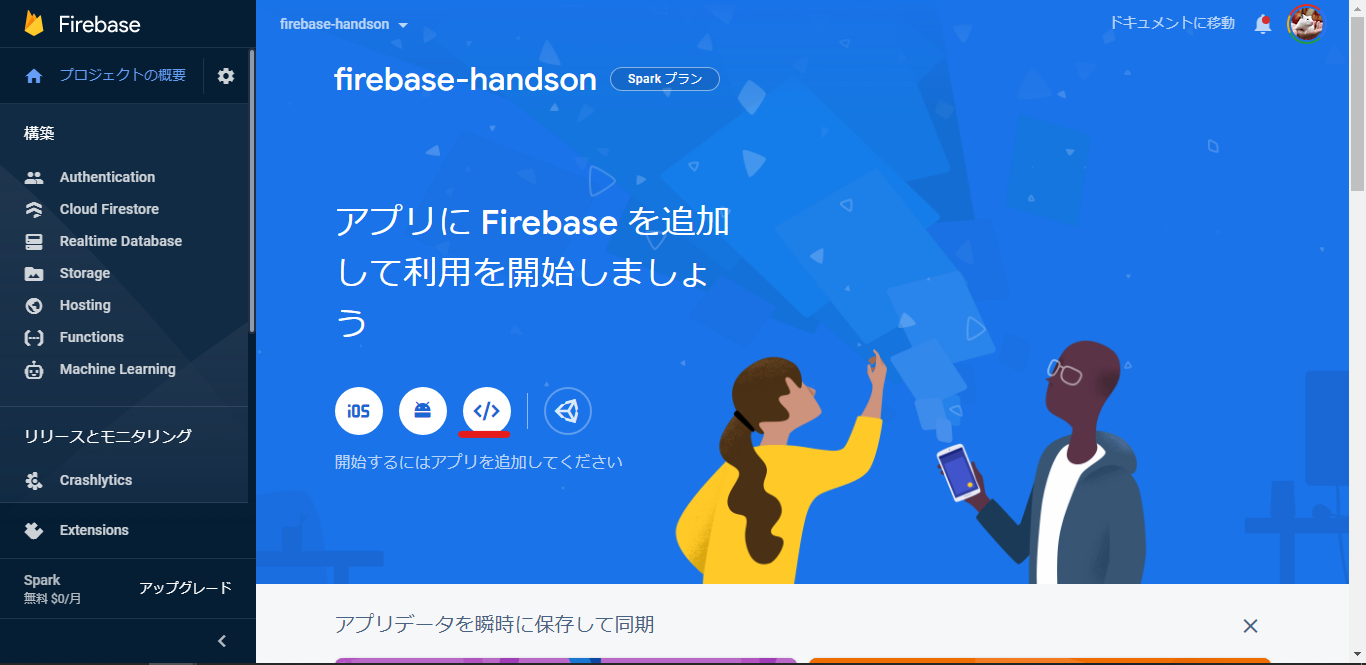 Firebase
プロジェクトの概要
構築
Authentication
Cloud Firestore
Realtime Database
Storage
Hosting
Functions
Machine Learning
リリースとモニタリング
Crashlytics
Extensions
Spark
無料 $0/月
アップグレード
firebase-handson
ドキュメントに移動
firebase-handson
Spark プラン
アプリに Firebase を追加
して利用を開始しましょ
う
iOS
</>
開始するにはアプリを追加してください
アプリデータを瞬時に保存して同期